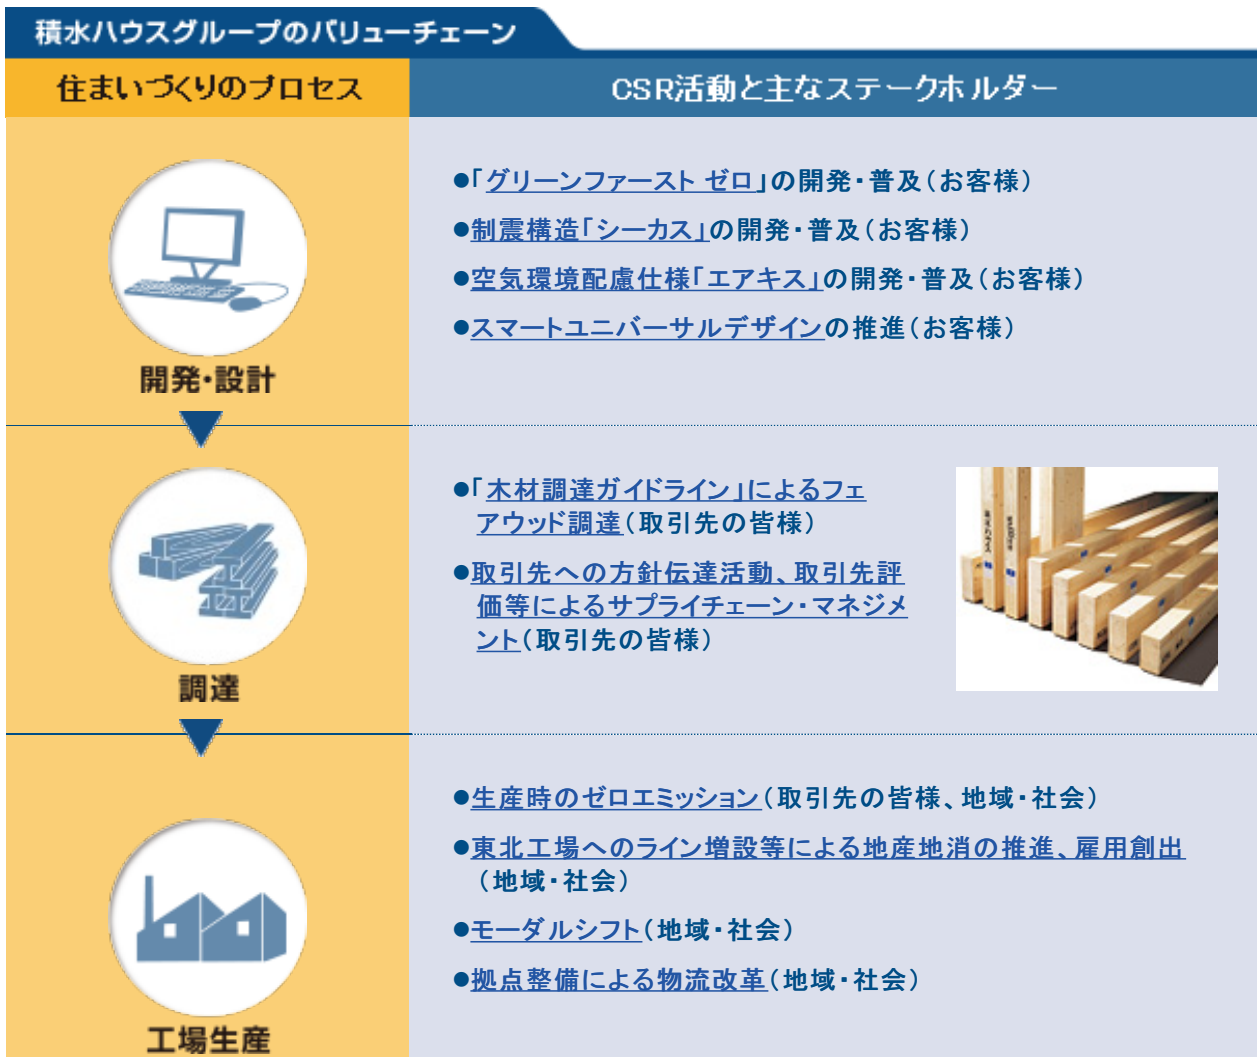 積水ハウスグループのバリューチェーン
住まいづくりのプロセス
CSR活動と主なステークホルダー
●「グリーンファースト ゼロ」の開発・普及（お客様）
●制震構造「シーカス」の開発・普及（お客様）
●空気環境配慮仕様「エアキス」の開発・普及（お客様）
●スマートユニバーサルデザインの推進（お客様）
開発・設計
●「木材調達ガイドライン」によるフェ
アウッド調達（取引先の皆様）
●取引先への方針伝達活動、取引先評
価等によるサプライチェーン・マネジメ
ント（取引先の皆様）
調達
●生産時のゼロエミッション（取引先の皆様、地域・社会）
●東北工場へのライン増設等による地産地消の推進、雇用創出
（地域・社会）
●モーダルシフト（地域・社会）
●拠点整備による物流改革（地域・社会）
工場生産